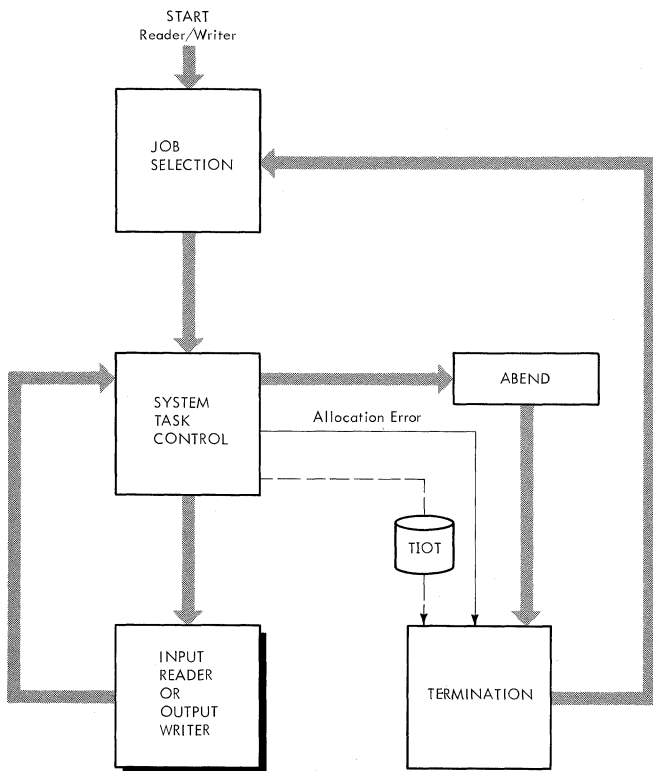 START
Reader/Writer
JOB
SELECTION
SYSTEM
TASK
CONTROL
ABEND
Allocation Error
TIOT
INPUT
READER
OR
OUTPUT
WRITER
TERMINATION